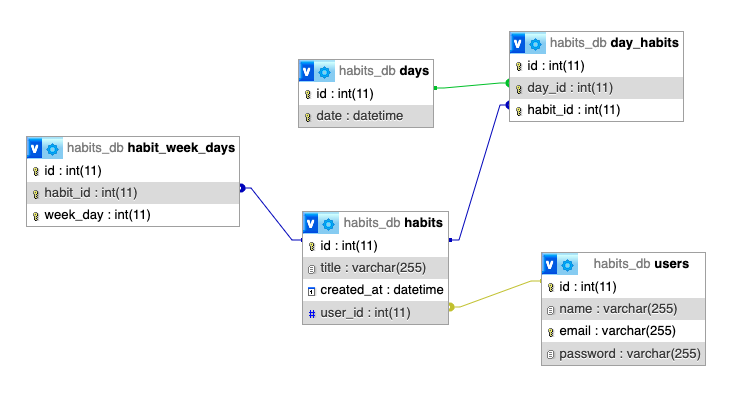 habits_db day_habits
id : int(11)
day_id : int(11)
habit_id : int(11)
habits_db days
id : int(11)
date : datetime
habits_db habit_week_days
id : int(11)
habit_id : int(11)
week_day : int(11)
habits_db habits
id : int(11)
title : varchar(255)
created_at : datetime
# user_id : int(11)
habits_db users
id : int(11)
name : varchar(255)
email : varchar(255)
password : varchar(255)